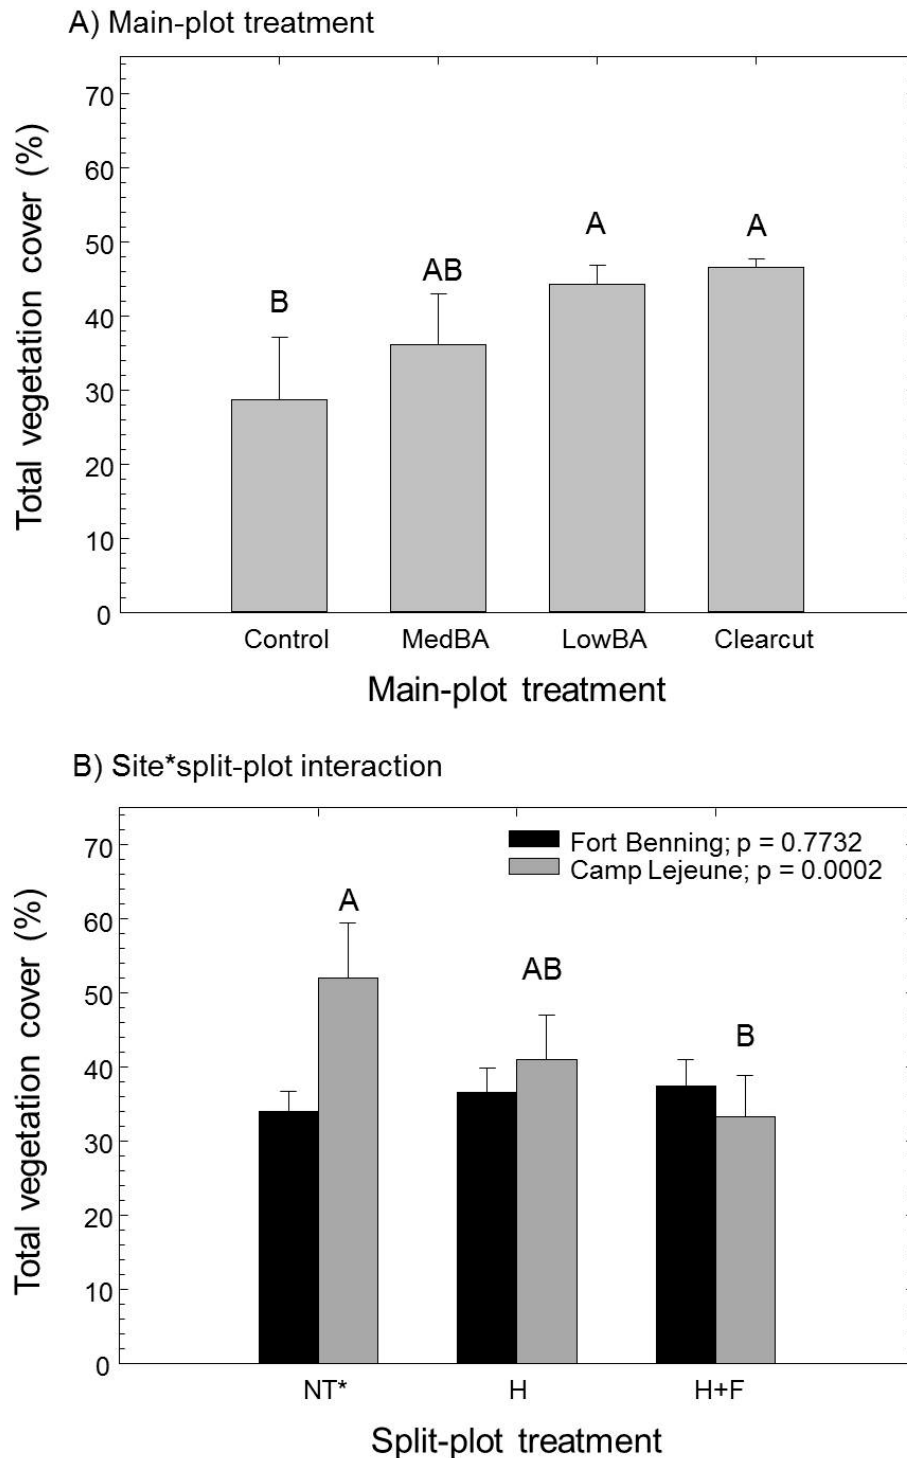 A) Main-plot treatment
Total vegetation cover (%)
70
60
50
40
30
20
10
0
B
AB
A
A
Control MedBA LowBA Clearcut
Main-plot treatment
B) Site*split-plot interaction
Total vegetation cover (%)
70
60
50
40
30
20
10
0
Fort Benning; p = 0.7732
Camp Lejeune; p = 0.0002
A
AB
B
NT* H H+F
Split-plot treatment